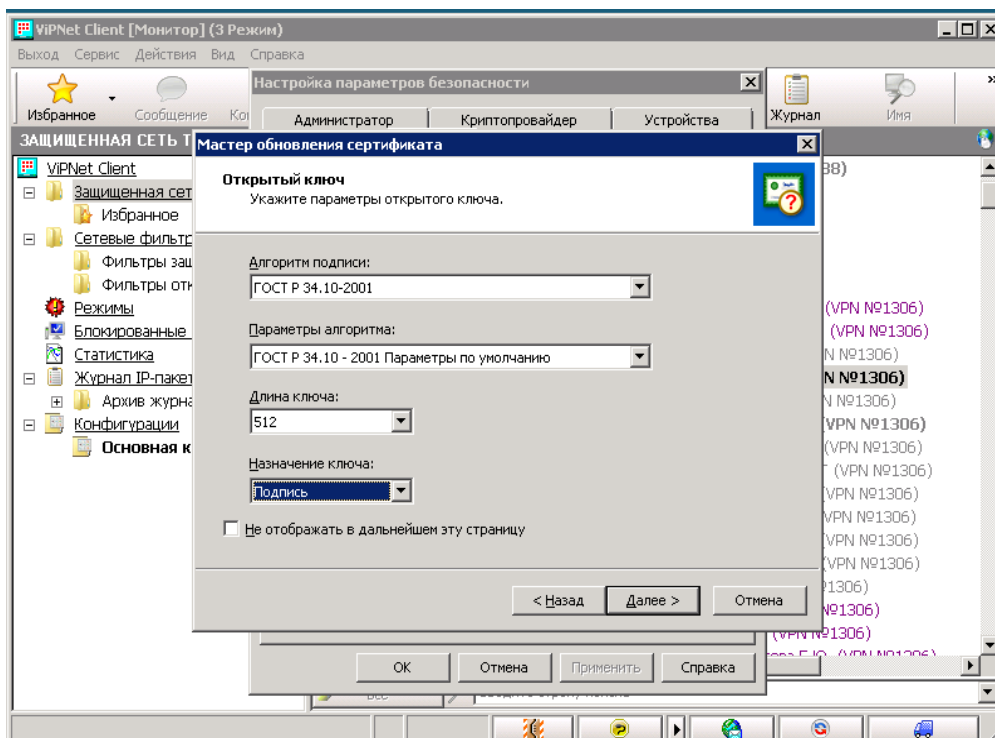 ViPNet Client [Монитор] (3 Режим)
Выход Сервис Действия Вид Справка
Избранное Сообщение Журнал Имя
Настройка параметров безопасности
Администратор Криптопровайдер Устройства
ЗАЩИЩЕННАЯ СЕТЬ
ViPNet Client
Защищенная сет
Избранное
Сетевые фильтр
Фильтры защ
Фильтры отк
Режимы
Блокированные
Статистика
Журнал IP-пакет
Архив журна
Конфигурации
Основная к
Мастер обновления сертификата
Открытый ключ
Укажите параметры открытого ключа.
Алгоритм подписи:
ГОСТ Р 34.10-2001
Параметры алгоритма:
ГОСТ Р 34.10 - 2001 Параметры по умолчанию
Длина ключа:
512
Назначение ключа:
Подпись
Не отображать в дальнейшем эту страницу
< Назад Далее > Отмена
OK Отмена Применить Справка
88)
(VPN №1306)
(VPN №1306)
N №1306)
N №1306)
N №1306)
(VPN №1306)
(VPN №1306)
(VPN №1306)
(VPN №1306)
VPN №1306)
(VPN №1306)
(VPN №1306)
№1306)
№1306)
(VPN №1306)